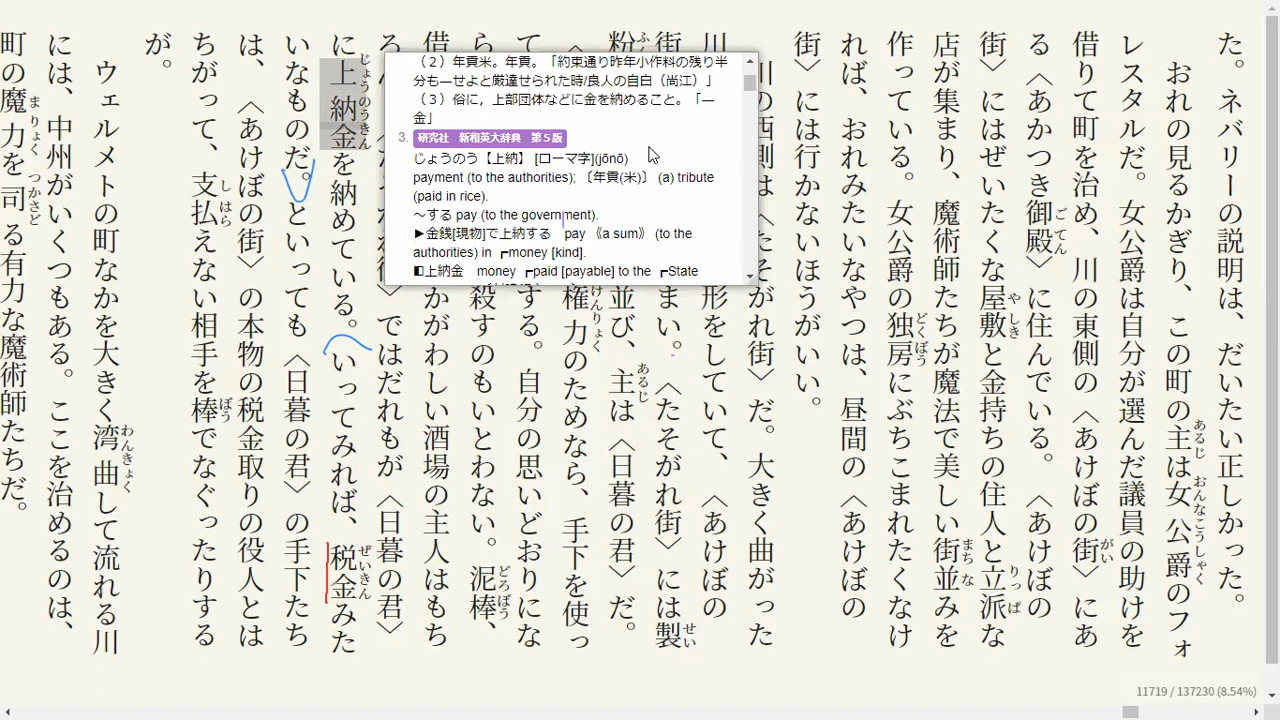 た。ネバリーの説明は、だいたい正しかった。
おれの見るかぎり、この町の主は女公爵のフォ
レスタルだ。女公爵は自分が選んだ議員の助けを
借りて町を治め、川の東側の〈あけぼの街〉にあ
る〈あかつき御殿〉に住んでいる。〈あけぼの
街〉にはぜいたくな屋敷と金持ちの住人と立派な
店が集まり、魔術師たちが魔法で美しい街並みを
作っている。女公爵の独房にぶちこまれたくなけ
れば、おれみたいなやつは、昼間の〈あけぼの
街〉には行かないほうがいい。
川の西側は〈たそがれ街〉だ。大きく曲がった
川 形をしていて、〈あけぼの
街 まい。〈たそがれ街〉には製
粉 並び、主は〈日暮の君〉だ。
権力のためなら、手下を使っ
て する。自分の思いどおりにな
ら 殺すのもいとわない。泥棒、
借 かがわしい酒場の主人はもち
ろ 街〉ではだれもが〈日暮の君〉
に上納金を納めている。いってみれば、税金みた
いなものだ。といっても〈日暮の君〉の手下たち
は、〈あけぼの街〉の本物の税金取りの役人とは
ちがって、支払えない相手を棒でなぐったりする
が。
ウェルメトの町なかを大きく湾曲して流れる川
には、中州がいくつもある。ここを治めるのは、
町の魔力を司る有力な魔術師たちだ。
（2）年貢米。年貢。「約束通り昨年小作料の残り半
分も―せよと厳達せられた時/良人の自白（尚江）」
（3）俗に，上部団体などに金を納めること。「―
金」
3. 研究社　新和英大辞典　第５版
じょうのう【上納】 [ローマ字](jōnō)
payment (to the authorities); 〔年貢(米)〕 (a) tribute
(paid in rice).
～する pay (to the government).
►金銭[現物]で上納する　pay 《a sum》 (to the
authorities) in ┏money [kind].
◧上納金　money ┏paid [payable] to the ┏State
11719 / 137230 (8.54%)